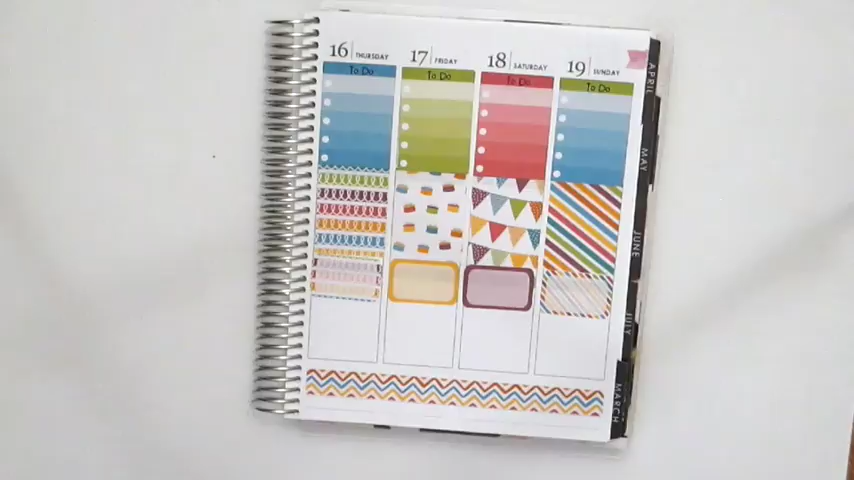 16 THURSDAY
17 FRIDAY
18 SATURDAY
19 SUNDAY
To Do
To Do
To Do
To Do
APRIL
MAY
JUNE
JULY
MARCH